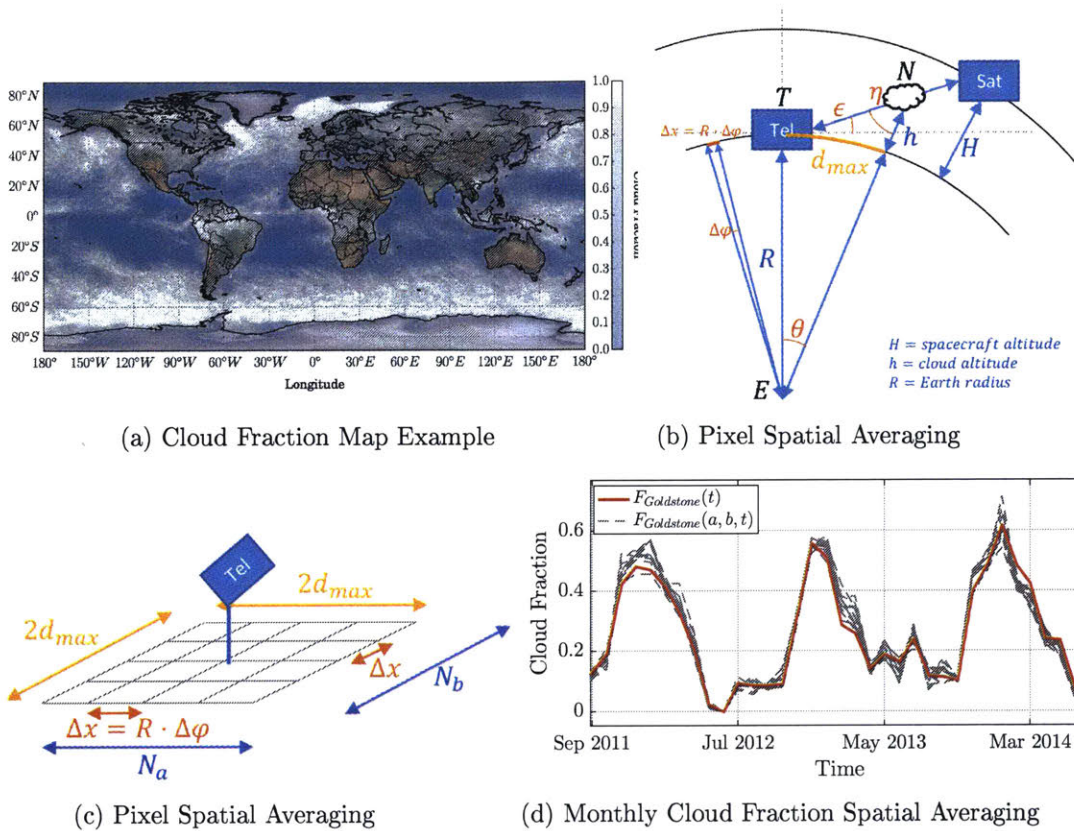 80°N
60°N
40°N
20°N
0°
20°S
40°S
60°S
80°S
180° 150°W 120°W 90°W 60°W 30°W 0° 30°E 60°E 90°E 120°E 150°E 180°
Longitude
1.0
0.9
0.8
0.7
0.6
0.5
0.4
0.3
0.2
0.1
0.0
(a) Cloud Fraction Map Example
T
N
Sat
Tel
ϵ
η
h
H
Δx = R · Δφ
d_max
Δφ
R
θ
E
H = spacecraft altitude
h = cloud altitude
R = Earth radius
(b) Pixel Spatial Averaging
Tel
2d_max
2d_max
Δx
N_b
Δx = R · Δφ
N_a
(c) Pixel Spatial Averaging
F_Goldstone(t)
F_Goldstone(a, b, t)
Cloud Fraction
0.6
0.4
0.2
0
Sep 2011 Jul 2012 May 2013 Mar 2014
Time
(d) Monthly Cloud Fraction Spatial Averaging